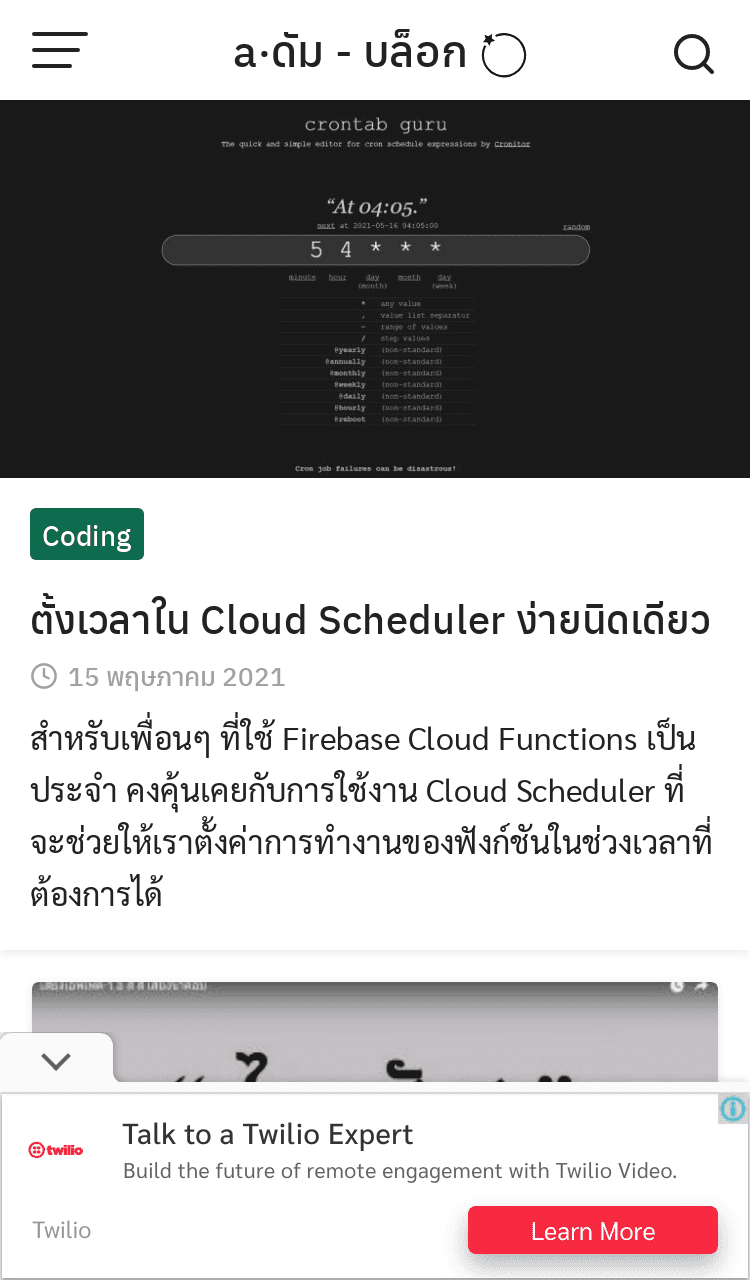 a·ดัม - บล็อก
crontab guru
The quick and simple editor for cron schedule expressions by Cronitor
“At 04:05.”
next at 2021-05-16 04:05:00
random
5 4 * * *
minute hour day (month) month day (week)
* any value
, value list separator
- range of values
/ step values
@yearly (non-standard)
@annually (non-standard)
@monthly (non-standard)
@weekly (non-standard)
@daily (non-standard)
@hourly (non-standard)
@reboot (non-standard)
Cron job failures can be disastrous!
Coding
ตั้งเวลาใน Cloud Scheduler ง่ายนิดเดียว
15 พฤษภาคม 2021
สำหรับเพื่อนๆ ที่ใช้ Firebase Cloud Functions เป็น
ประจำ คงคุ้นเคยกับการใช้งาน Cloud Scheduler ที่
จะช่วยให้เราตั้งค่าการทำงานของฟังก์ชันในช่วงเวลาที่
ต้องการได้
Talk to a Twilio Expert
twilio
Build the future of remote engagement with Twilio Video.
Twilio
Learn More